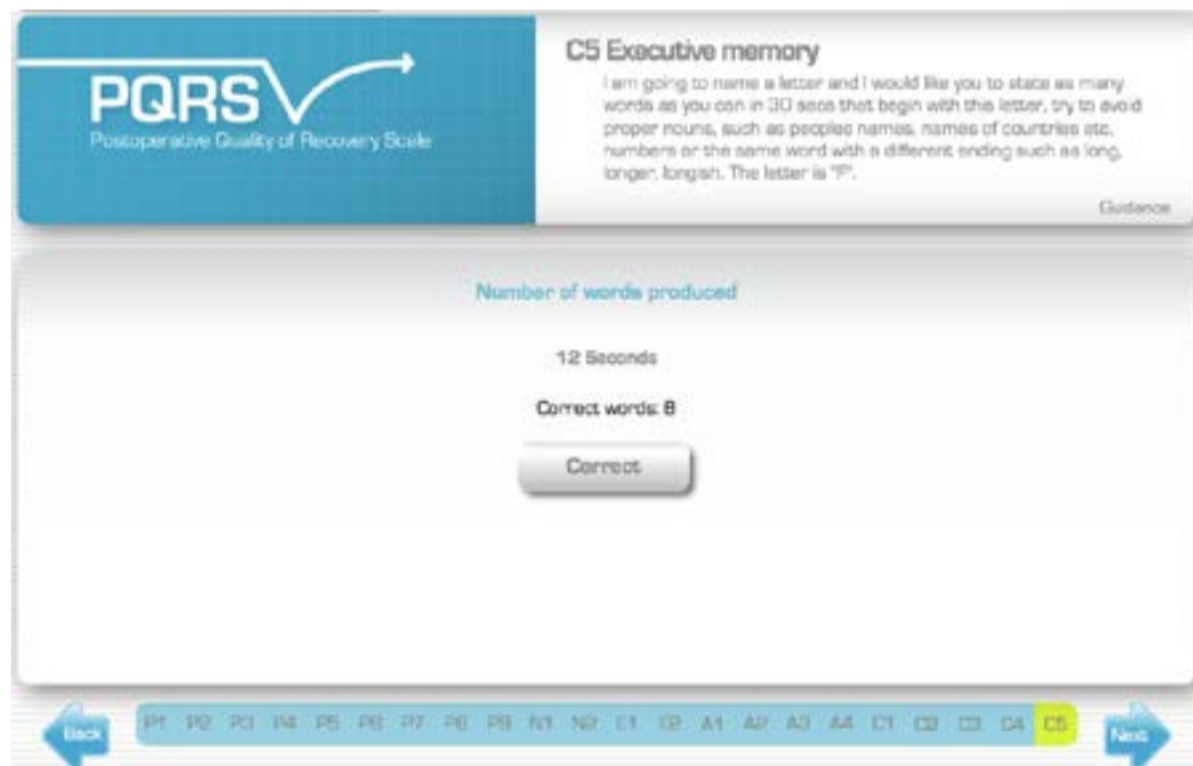 PQRS
Postoperative Quality of Recovery Scale
C5 Executive memory
I am going to name a letter and I would like you to state as many
words as you can in 30 secs that begin with this letter, try to avoid
proper nouns, such as peoples names, names of countries etc,
numbers or the same word with a different ending such as long,
longer, longish. The letter is "F".
Guidance
Number of words produced
12 Seconds
Correct words: 8
Correct
Back P1 P2 P3 P4 P5 P6 P7 P8 P9 N1 N2 E1 E2 A1 A2 A3 A4 C1 C2 C3 C4 C5 Next